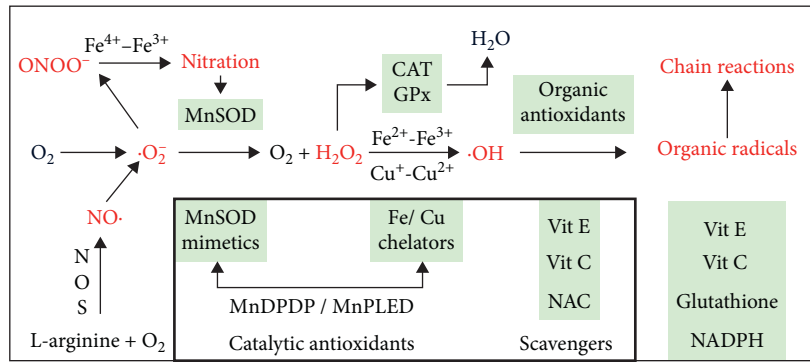 H₂O
Fe⁴⁺–Fe³⁺
ONOO⁻
Nitration
CAT
GPx
Chain reactions
MnSOD
Organic
antioxidants
O₂
·O₂⁻
O₂ + H₂O₂
Fe²⁺-Fe³⁺
Cu⁺-Cu²⁺
·OH
Organic radicals
NO·
NOS
L-arginine + O₂
MnSOD
mimetics
Fe/ Cu
chelators
MnDPDP / MnPLED
Catalytic antioxidants
Vit E
Vit C
NAC
Scavengers
Vit E
Vit C
Glutathione
NADPH